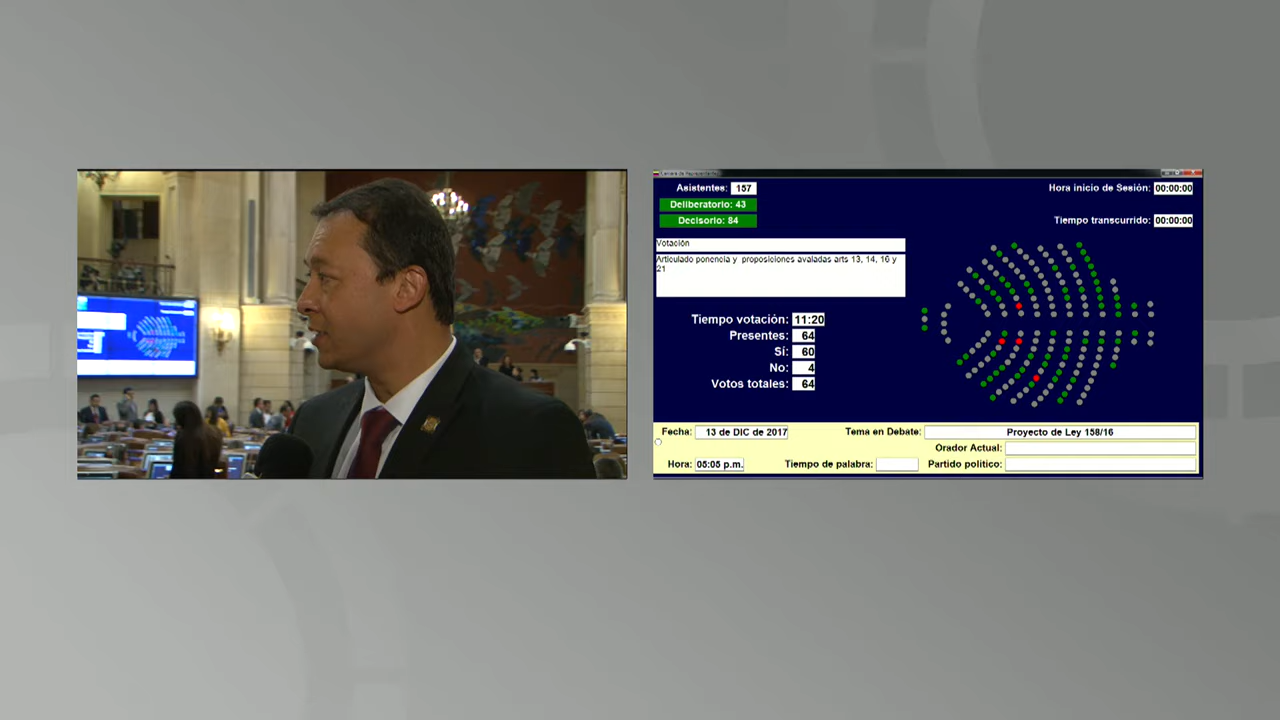 Cámara de Representantes
Asistentes: 157
Hora inicio de Sesión: 00:00:00
Deliberatorio: 43
Decisorio: 84
Tiempo transcurrido: 00:00:00
Votación
Articulado ponencia y proposiciones avaladas arts 13, 14, 16 y
21
Tiempo votación: 11:20
Presentes: 64
Sí: 60
No: 4
Votos totales: 64
Fecha: 13 de DIC de 2017
Tema en Debate: Proyecto de Ley 158/16
Orador Actual:
Hora: 05:05 p.m.
Tiempo de palabra:
Partido político: